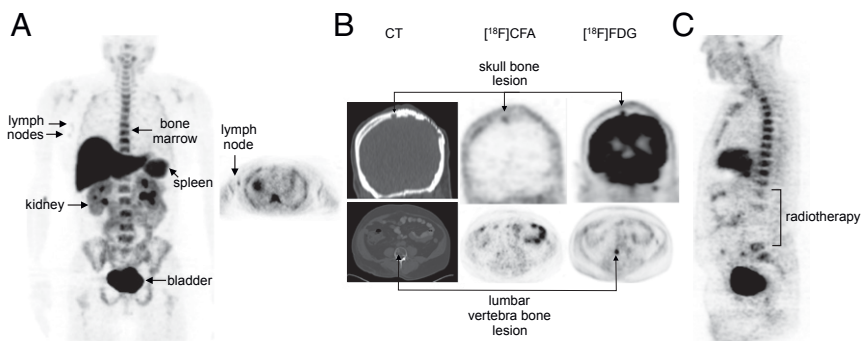 A
lymph
nodes
bone
marrow
spleen
kidney
bladder
lymph
node
B
CT
[¹⁸F]CFA
[¹⁸F]FDG
skull bone
lesion
lumbar
vertebra bone
lesion
C
radiotherapy